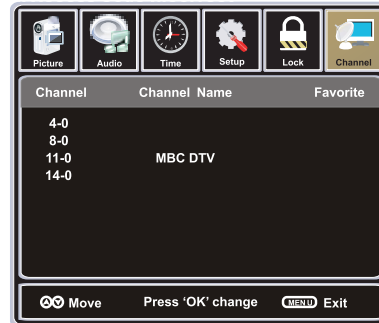 Picture Audio Time Setup Lock Channel
Channel Channel Name Favorite
4-0
8-0
11-0 MBC DTV
14-0
Move Press ‘OK’ change MENU Exit